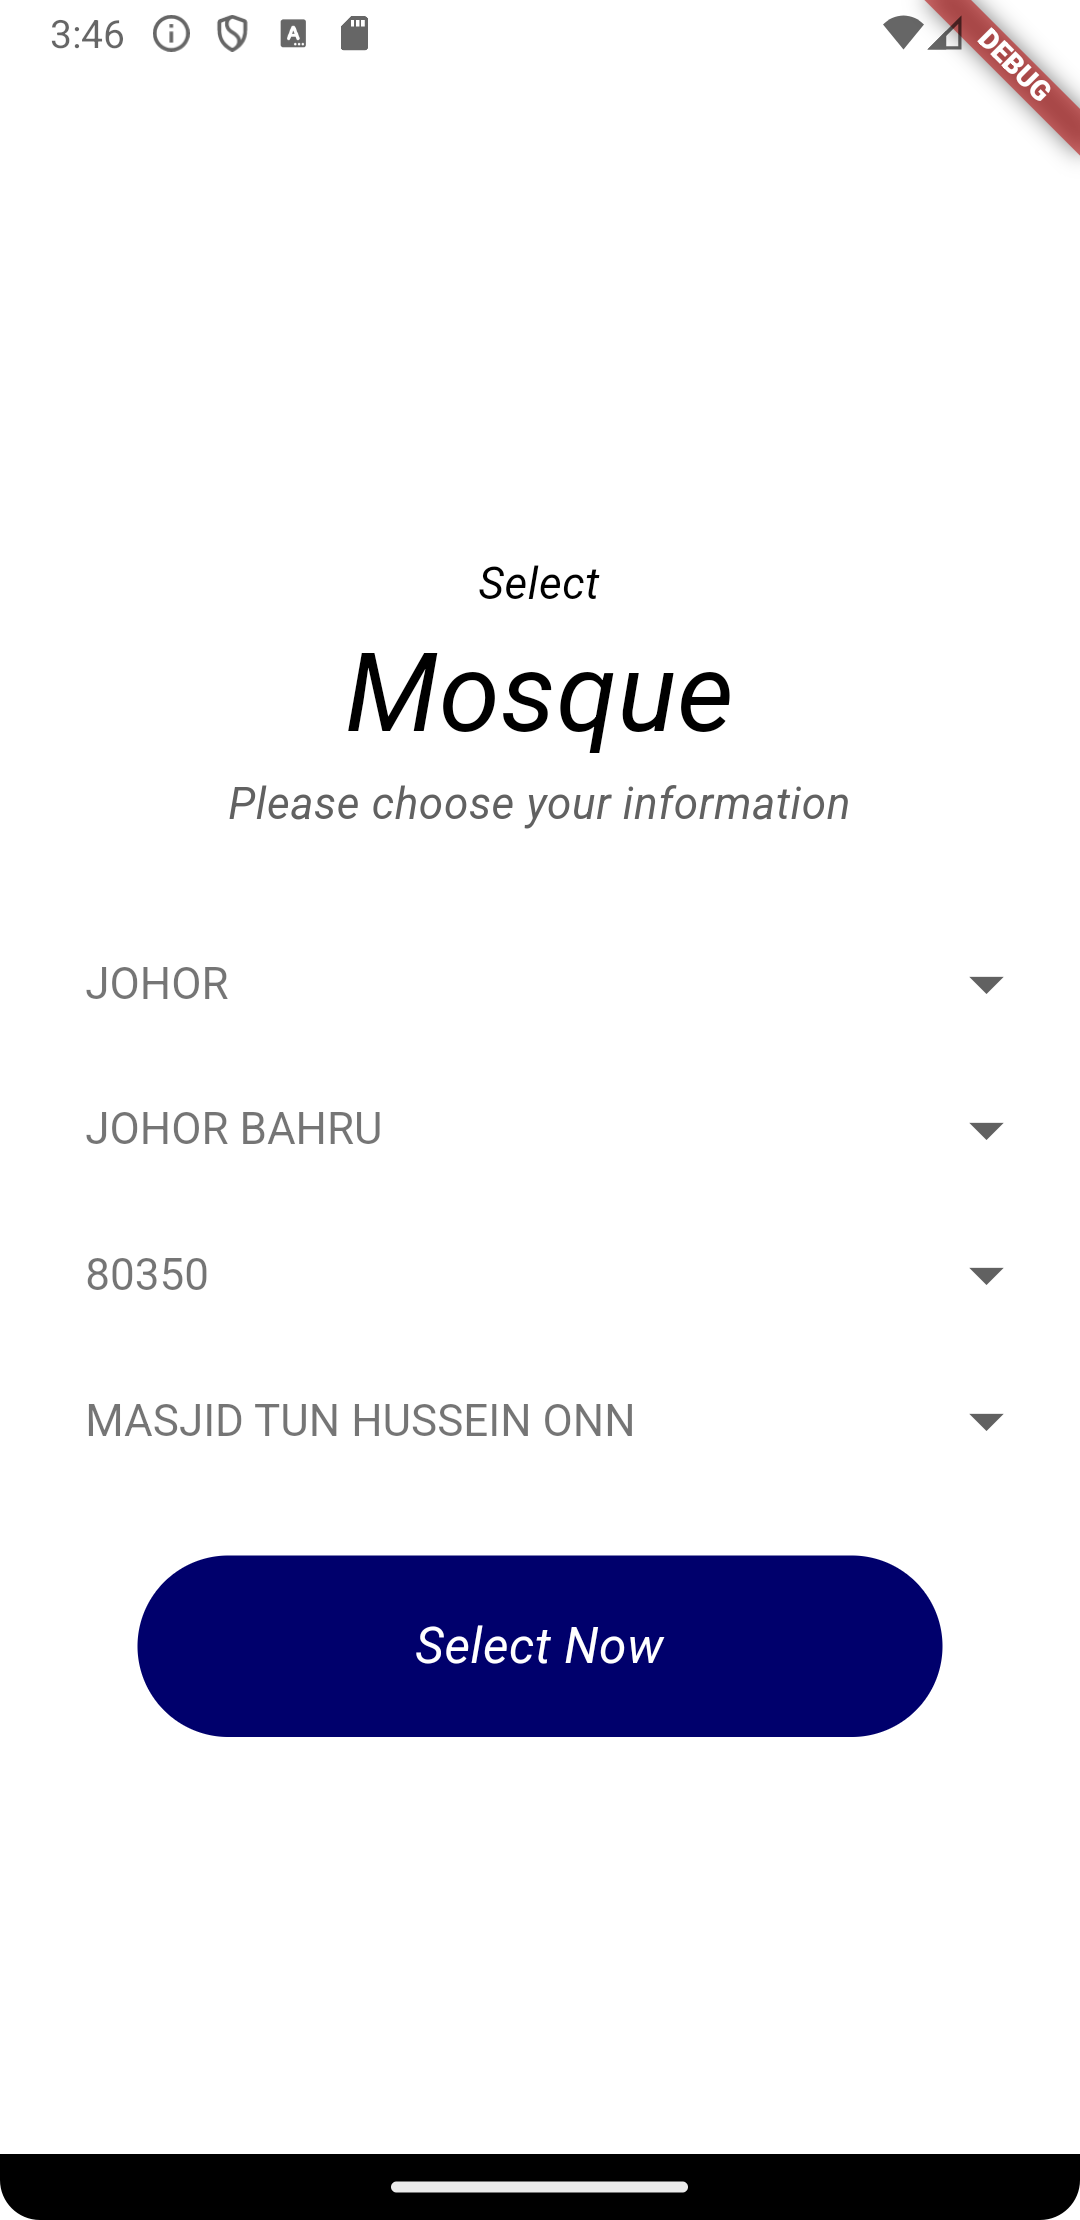 3:46
DEBUG
Select
Mosque
Please choose your information
JOHOR
JOHOR BAHRU
80350
MASJID TUN HUSSEIN ONN
Select Now